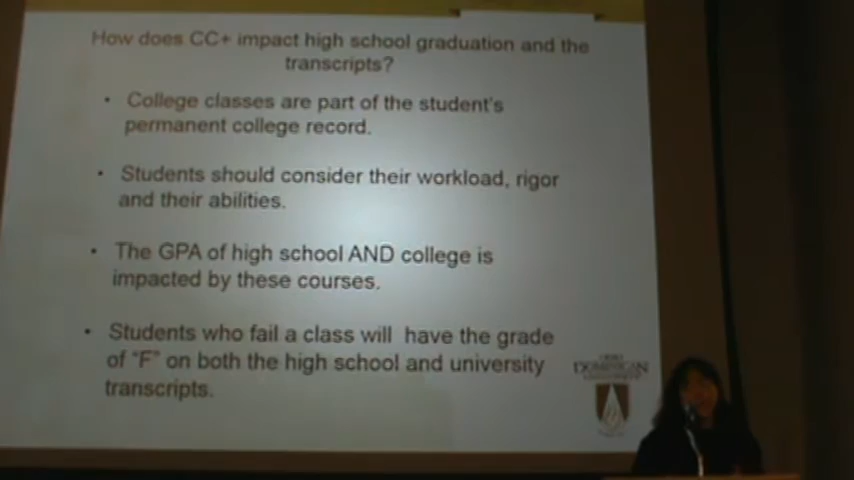 How does CC+ impact high school graduation and the
transcripts?
• College classes are part of the student's
permanent college record.
• Students should consider their workload, rigor
and their abilities.
• The GPA of high school AND college is
impacted by these courses.
• Students who fail a class will have the grade
of "F" on both the high school and university
transcripts.
OHIO
DOMINICAN